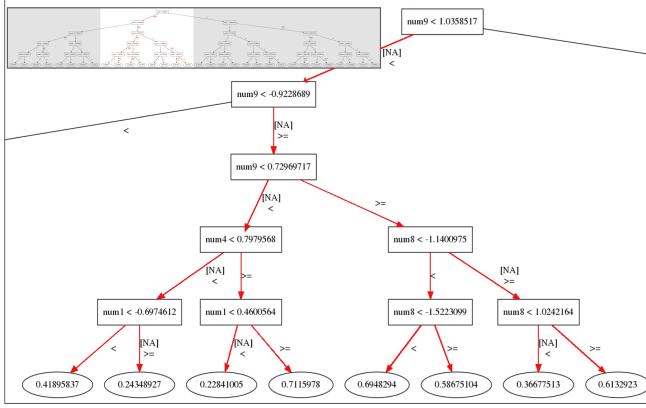 num9 < 1.0358517
[NA]
<
num9 < -0.9228689
<
[NA]
>=
num9 < 0.72969717
[NA]
<
>=
num4 < 0.7979568
num8 < -1.1400975
[NA]
<
>=
<
[NA]
>=
num1 < -0.6974612
num1 < 0.4600564
num8 < -1.5223099
num8 < 1.0242164
<
[NA]
>=
[NA]
<
>=
<
>=
[NA]
<
>=
0.41895837
0.24348927
0.22841005
0.7115978
0.6948294
0.58675104
0.36677513
0.6132923